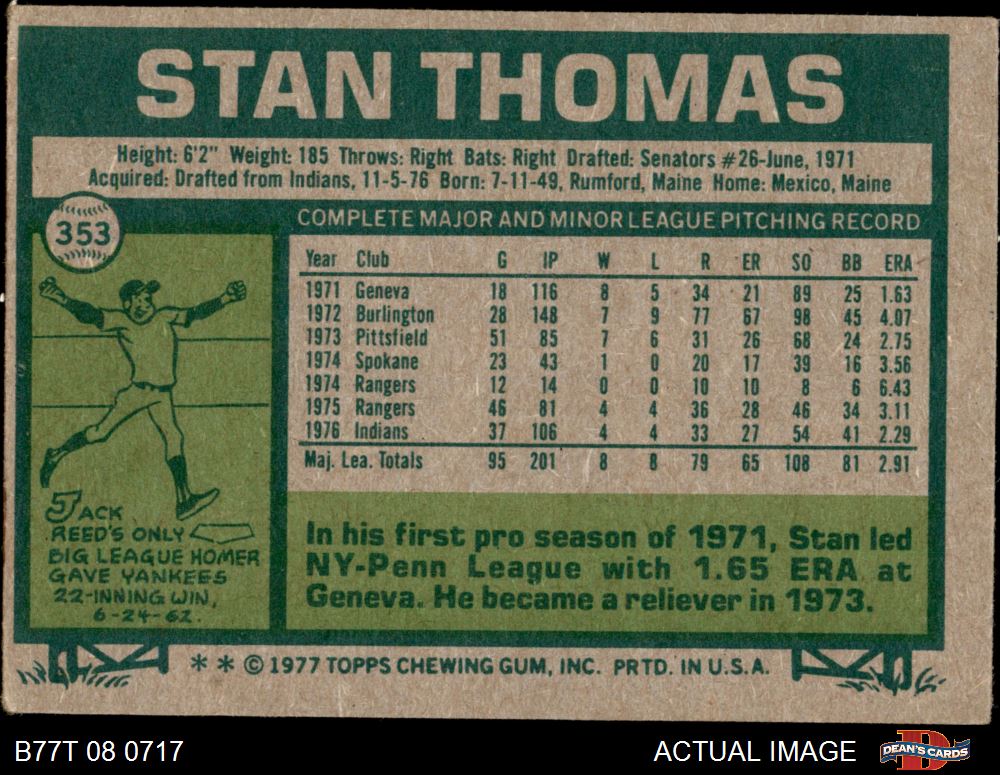 STAN THOMAS
Height: 6'2" Weight: 185 Throws: Right Bats: Right Drafted: Senators #26-June, 1971
Acquired: Drafted from Indians, 11-5-76 Born: 7-11-49, Rumford, Maine Home: Mexico, Maine
353
COMPLETE MAJOR AND MINOR LEAGUE PITCHING RECORD
Year Club G IP W L R ER SO BB ERA
1971 Geneva 18 116 8 5 34 21 89 25 1.63
1972 Burlington 28 148 7 9 77 67 98 45 4.07
1973 Pittsfield 51 85 7 6 31 26 68 24 2.75
1974 Spokane 23 43 1 0 20 17 39 16 3.56
1974 Rangers 12 14 0 0 10 10 8 6 6.43
1975 Rangers 46 81 4 4 36 28 46 34 3.11
1976 Indians 37 106 4 4 33 27 54 41 2.29
Maj. Lea. Totals 95 201 8 8 79 65 108 81 2.91
JACK
REED'S ONLY
BIG LEAGUE HOMER
GAVE YANKEES
22-INNING WIN,
6-24-62.
In his first pro season of 1971, Stan led
NY-Penn League with 1.65 ERA at
Geneva. He became a reliever in 1973.
* * © 1977 TOPPS CHEWING GUM, INC. PRTD. IN U.S.A.
B77T 08 0717
ACTUAL IMAGE
DEAN'S CARDS